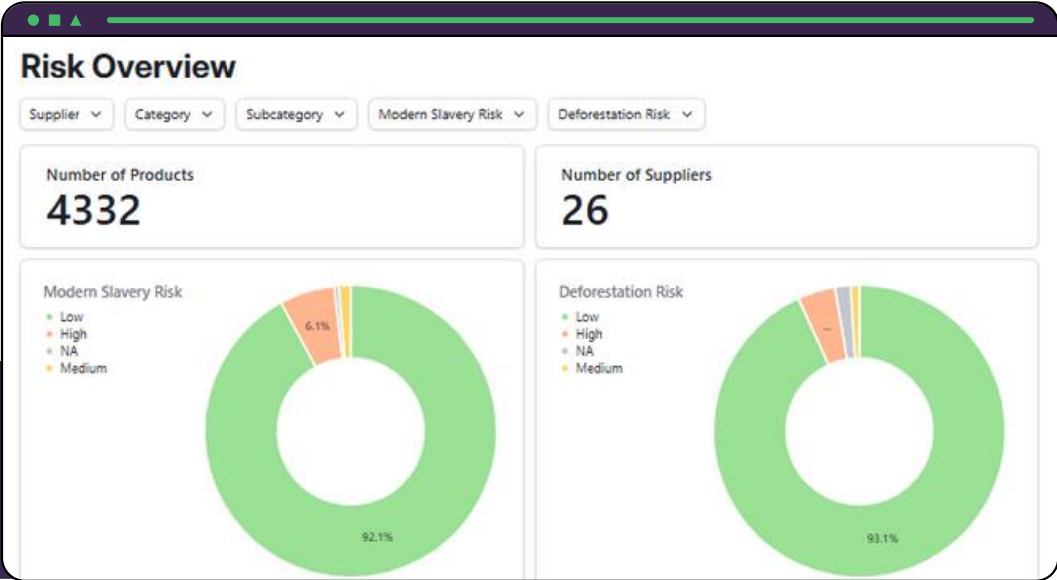 Risk Overview
Supplier
Category
Subcategory
Modern Slavery Risk
Deforestation Risk
Number of Products
4332
Number of Suppliers
26
Modern Slavery Risk
Low
High
NA
Medium
6.1%
92.1%
Deforestation Risk
Low
High
NA
Medium
...
93.1%